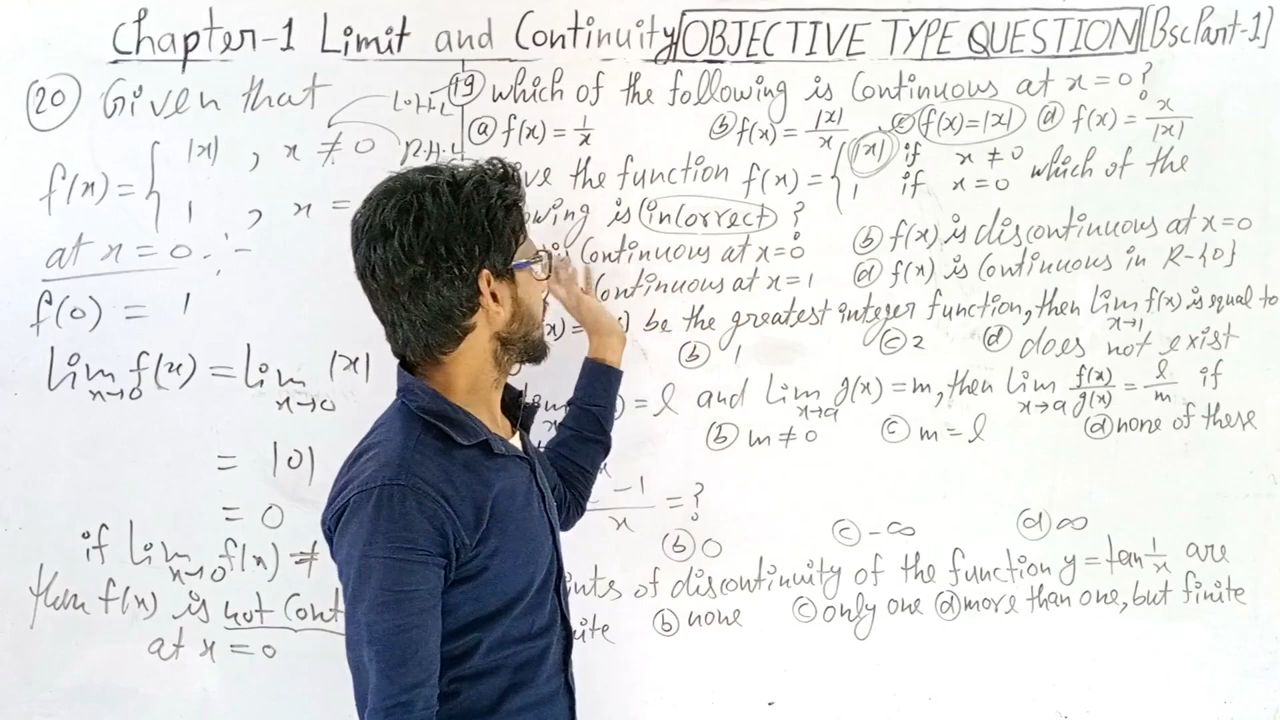 Chapter-1 Limit and Continuity OBJECTIVE TYPE QUESTION [Bsc Part-1]
20 Given that
L.H.L
R.H.L
f(x) = { |x| , x ≠ 0
1 , x =
at x = 0 :-
f(0) = 1
Lim x→0 f(x) = Lim x→0 |x|
= |0|
= 0
if Lim x→0 f(x) ≠
then f(x) is not Cont
at x = 0
19 which of the following is Continuous at x=0?
(a) f(x) = 1/x (b) f(x) = |x|/x (c) f(x) = |x| (d) f(x) = x/|x|
the function f(x) = { |x| if x ≠ 0 which of the
1 if x = 0
is incorrect ?
Continuous at x=0 (b) f(x) is discontinuous at x=0
Continuous at x=1 (d) f(x) is Continuous in R-{0}
be the greatest integer function, then Lim x→1 f(x) is equal to
(b) 1 (c) 2 (d) does not exist
= l and Lim x→a g(x) = m, then Lim x→a f(x)/g(x) = l/m if
(b) m ≠ 0 (c) m = l (d) none of these
-1/x = ?
(b) 0 (c) -∞ (d) ∞
of discontinuity of the function y = tan 1/x are
(b) none (c) only one (d) more than one, but finite